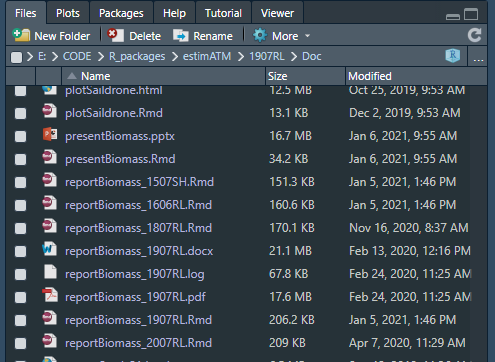 Files Plots Packages Help Tutorial Viewer
New Folder Delete Rename More
E: CODE R_packages estimATM 1907RL Doc ...
Name Size Modified
plotSaildrone.html 12.5 MB Oct 25, 2019, 9:53 AM
plotSaildrone.Rmd 13.1 KB Dec 2, 2019, 9:53 AM
presentBiomass.pptx 16.7 MB Jan 6, 2021, 9:55 AM
presentBiomass.Rmd 34.2 KB Jan 6, 2021, 9:55 AM
reportBiomass_1507SH.Rmd 151.3 KB Jan 5, 2021, 1:46 PM
reportBiomass_1606RL.Rmd 160.6 KB Jan 5, 2021, 1:46 PM
reportBiomass_1807RL.Rmd 170.1 KB Nov 16, 2020, 8:37 AM
reportBiomass_1907RL.docx 21.1 MB Feb 13, 2020, 12:16 PM
reportBiomass_1907RL.log 67.8 KB Feb 24, 2020, 11:25 AM
reportBiomass_1907RL.pdf 17.6 MB Feb 24, 2020, 11:25 AM
reportBiomass_1907RL.Rmd 206.2 KB Jan 5, 2021, 1:46 PM
reportBiomass_2007RL.Rmd 209 KB Apr 7, 2020, 11:29 AM